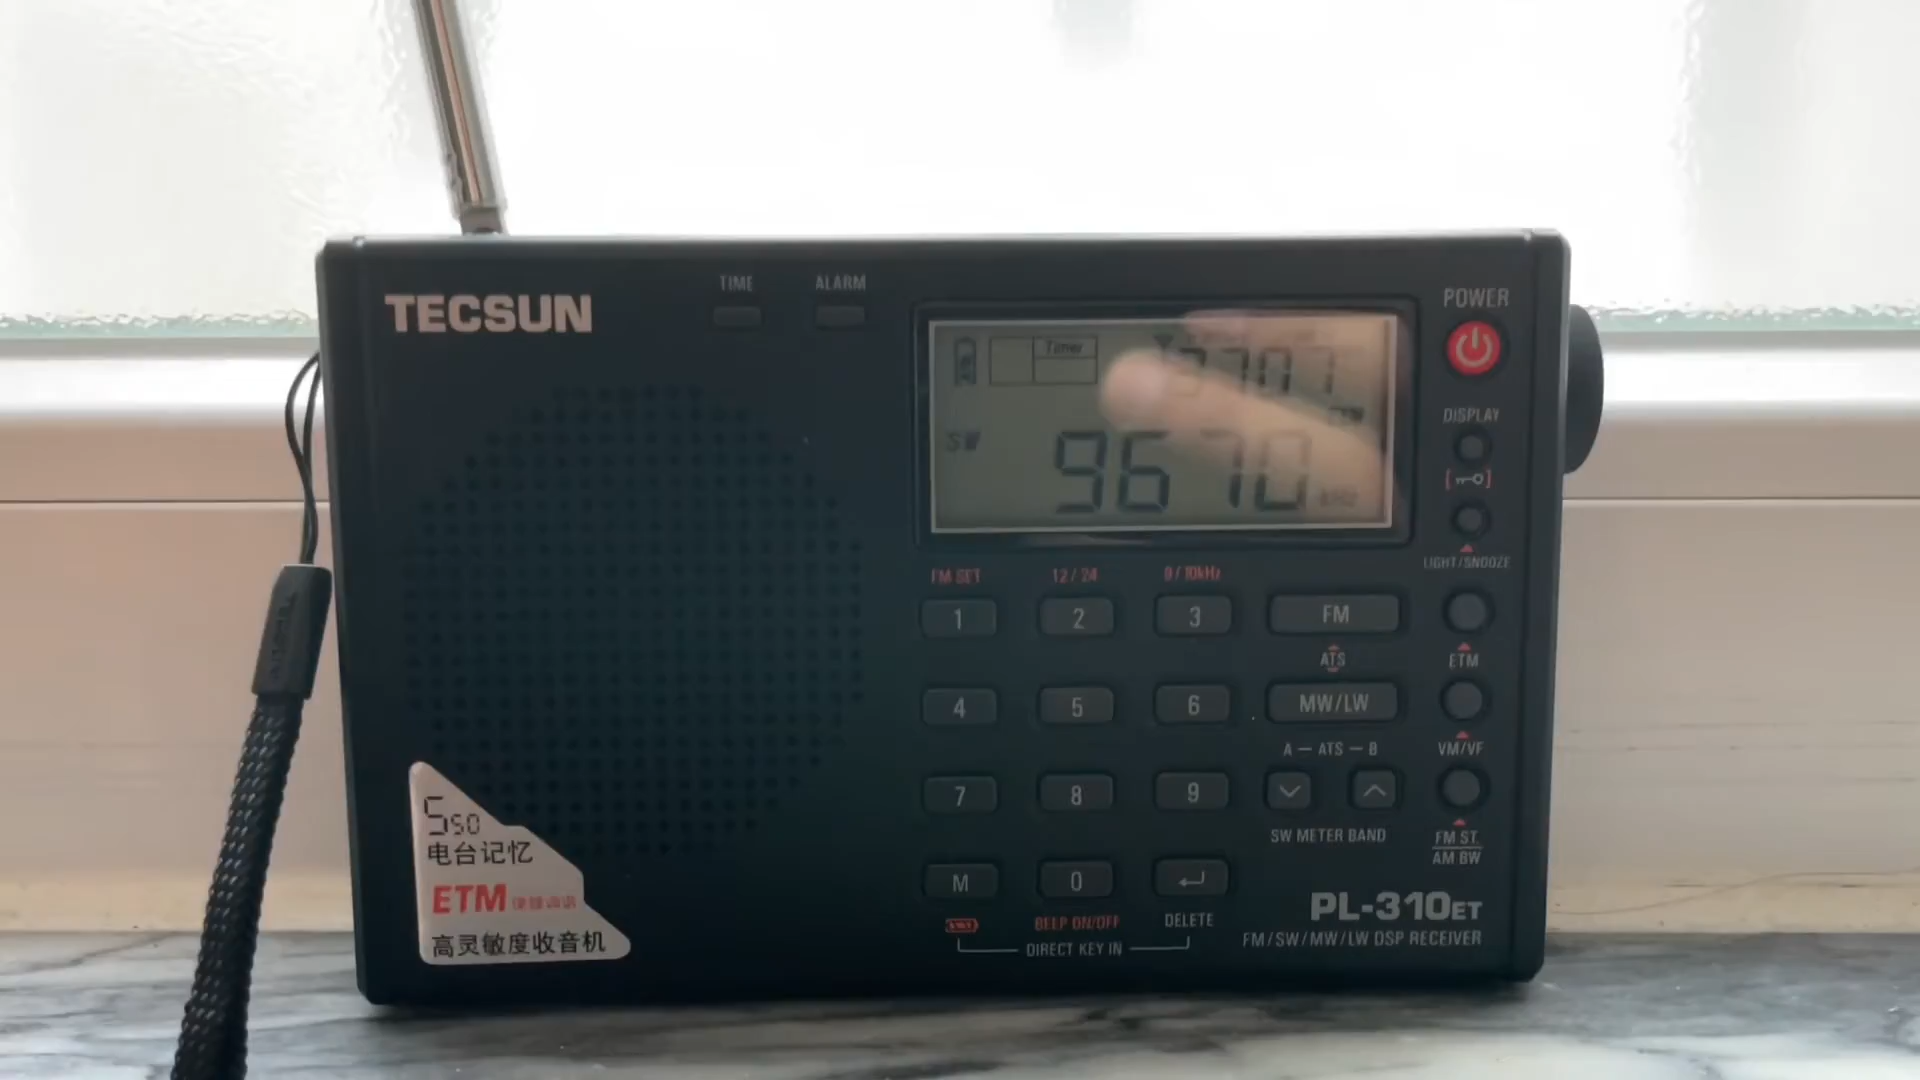 TIME
ALARM
TECSUN
POWER
Timer
SW
9670
kHz
DISPLAY
LIGHT/SNOOZE
FM SET
12/24
9/10kHz
1
2
3
FM
ATS
ETM
4
5
6
MW/LW
A — ATS — B
VM/VF
7
8
9
SW METER BAND
FM ST.
AM BW
M
0
BEEP ON/OFF
DELETE
DIRECT KEY IN
PL-310ET
FM/SW/MW/LW DSP RECEIVER
550
电台记忆
ETM
高灵敏度收音机